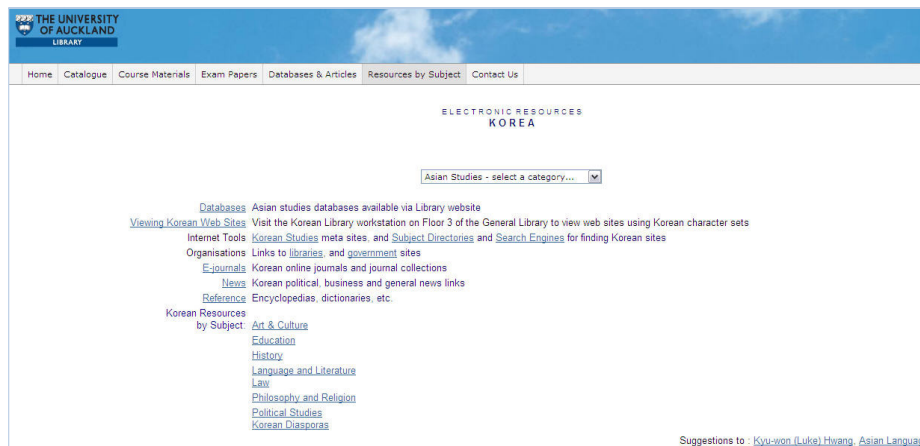 THE UNIVERSITY
OF AUCKLAND
LIBRARY
Home Catalogue Course Materials Exam Papers Databases & Articles Resources by Subject Contact Us
ELECTRONIC RESOURCES
KOREA
Asian Studies - select a category...
Databases Asian studies databases available via Library website
Viewing Korean Web Sites Visit the Korean Library workstation on Floor 3 of the General Library to view web sites using Korean character sets
Internet Tools Korean Studies meta sites, and Subject Directories and Search Engines for finding Korean sites
Organisations Links to libraries, and government sites
E-journals Korean online journals and journal collections
News Korean political, business and general news links
Reference Encyclopedias, dictionaries, etc.
Korean Resources
by Subject: Art & Culture
Education
History
Language and Literature
Law
Philosophy and Religion
Political Studies
Korean Diasporas
Suggestions to : Kyu-won (Luke) Hwang, Asian Langua